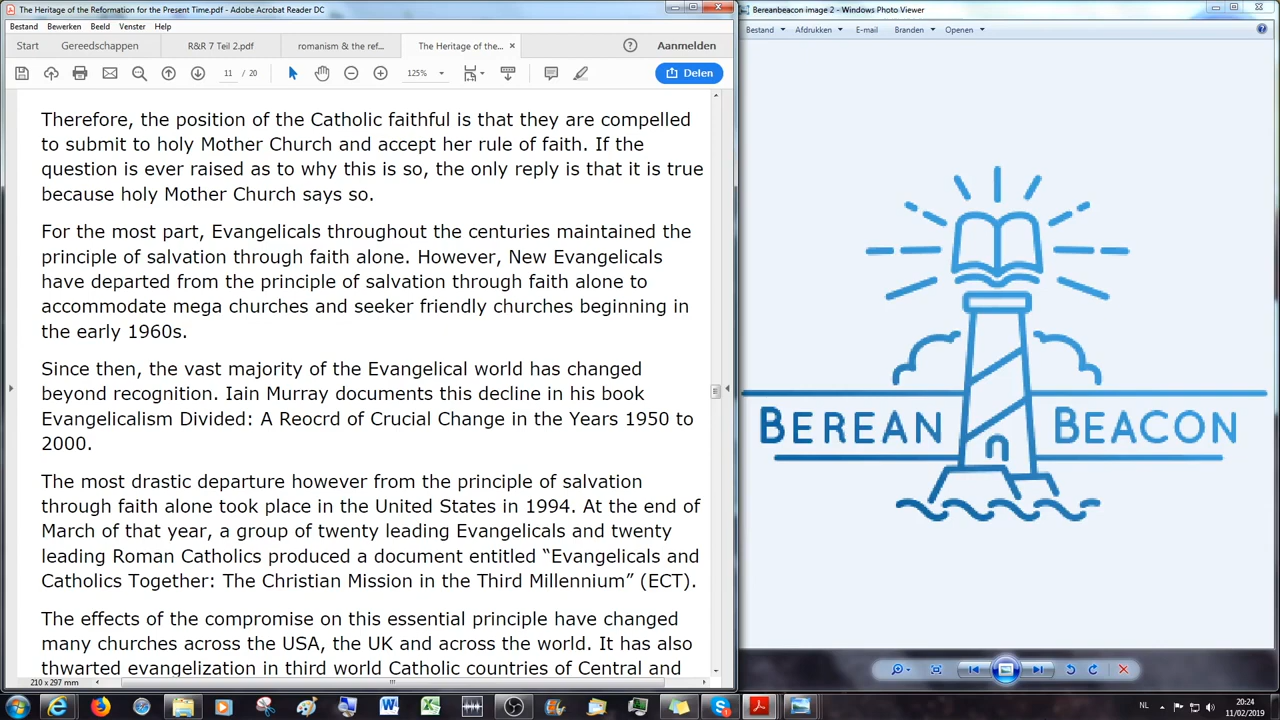 The Heritage of the Reformation for the Present Time.pdf - Adobe Acrobat Reader DC
Bestand Bewerken Beeld Venster Help
Start Gereedschappen R&R 7 Teil 2.pdf romanism & the ref... The Heritage of the... × Aanmelden
11 / 20 125% Delen
Therefore, the position of the Catholic faithful is that they are compelled
to submit to holy Mother Church and accept her rule of faith. If the
question is ever raised as to why this is so, the only reply is that it is true
because holy Mother Church says so.
For the most part, Evangelicals throughout the centuries maintained the
principle of salvation through faith alone. However, New Evangelicals
have departed from the principle of salvation through faith alone to
accommodate mega churches and seeker friendly churches beginning in
the early 1960s.
Since then, the vast majority of the Evangelical world has changed
beyond recognition. Iain Murray documents this decline in his book
Evangelicalism Divided: A Reocrd of Crucial Change in the Years 1950 to
2000.
The most drastic departure however from the principle of salvation
through faith alone took place in the United States in 1994. At the end of
March of that year, a group of twenty leading Evangelicals and twenty
leading Roman Catholics produced a document entitled “Evangelicals and
Catholics Together: The Christian Mission in the Third Millennium” (ECT).
The effects of the compromise on this essential principle have changed
many churches across the USA, the UK and across the world. It has also
thwarted evangelization in third world Catholic countries of Central and
210 x 297 mm
Bereanbeacon image 2 - Windows Photo Viewer
Bestand Afdrukken E-mail Branden Openen
BEREAN BEACON
NL 20:24
11/02/2019